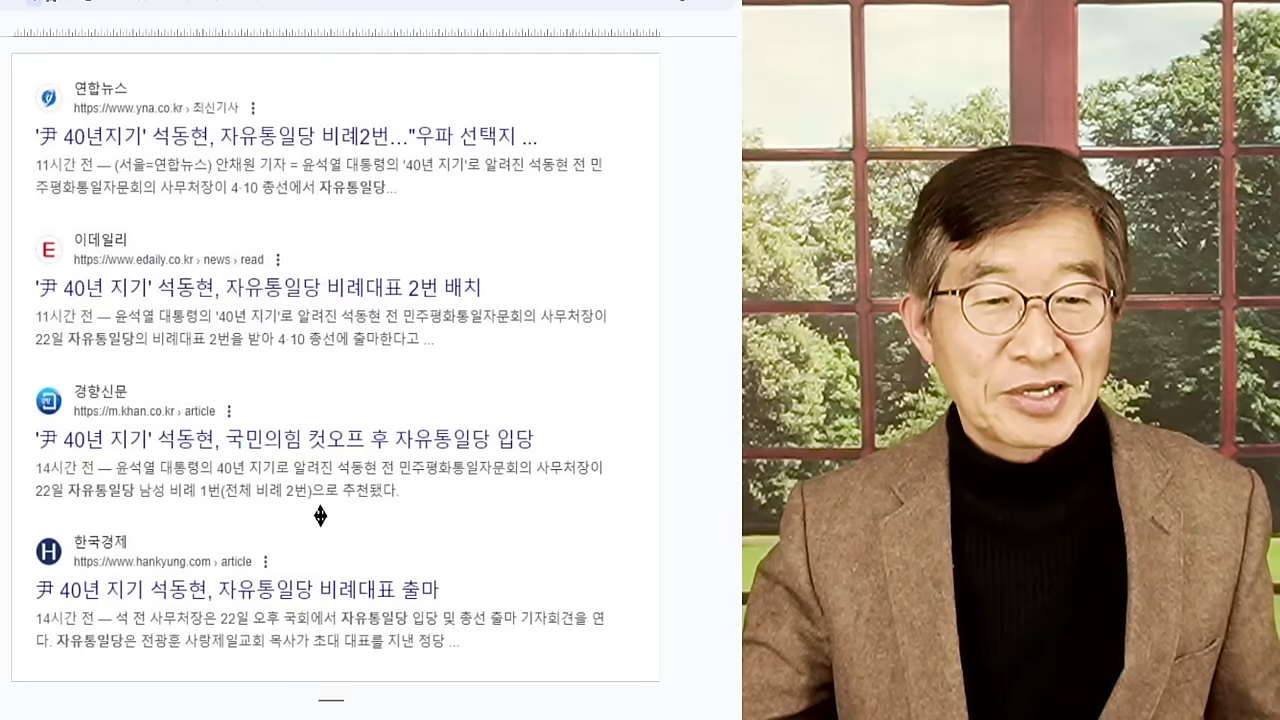 연합뉴스
https://www.yna.co.kr › 최신기사
'尹 40년지기' 석동현, 자유통일당 비례2번..."우파 선택지 ...
11시간 전 — (서울=연합뉴스) 안채원 기자 = 윤석열 대통령의 '40년 지기'로 알려진 석동현 전 민
주평화통일자문회의 사무처장이 4·10 총선에서 자유통일당...
이데일리
E
https://www.edaily.co.kr › news › read
'尹 40년 지기' 석동현, 자유통일당 비례대표 2번 배치
11시간 전 — 윤석열 대통령의 '40년 지기'로 알려진 석동현 전 민주평화통일자문회의 사무처장이
22일 자유통일당의 비례대표 2번을 받아 4·10 총선에 출마한다고 ...
경향신문
https://m.khan.co.kr › article
'尹 40년 지기' 석동현, 국민의힘 컷오프 후 자유통일당 입당
14시간 전 — 윤석열 대통령의 40년 지기로 알려진 석동현 전 민주평화통일자문회의 사무처장이
22일 자유통일당 남성 비례 1번(전체 비례 2번)으로 추천됐다.
한국경제
H
https://www.hankyung.com › article
尹 40년 지기 석동현, 자유통일당 비례대표 출마
14시간 전 — 석 전 사무처장은 22일 오후 국회에서 자유통일당 입당 및 총선 출마 기자회견을 연
다. 자유통일당은 전광훈 사랑제일교회 목사가 초대 대표를 지낸 정당 ...